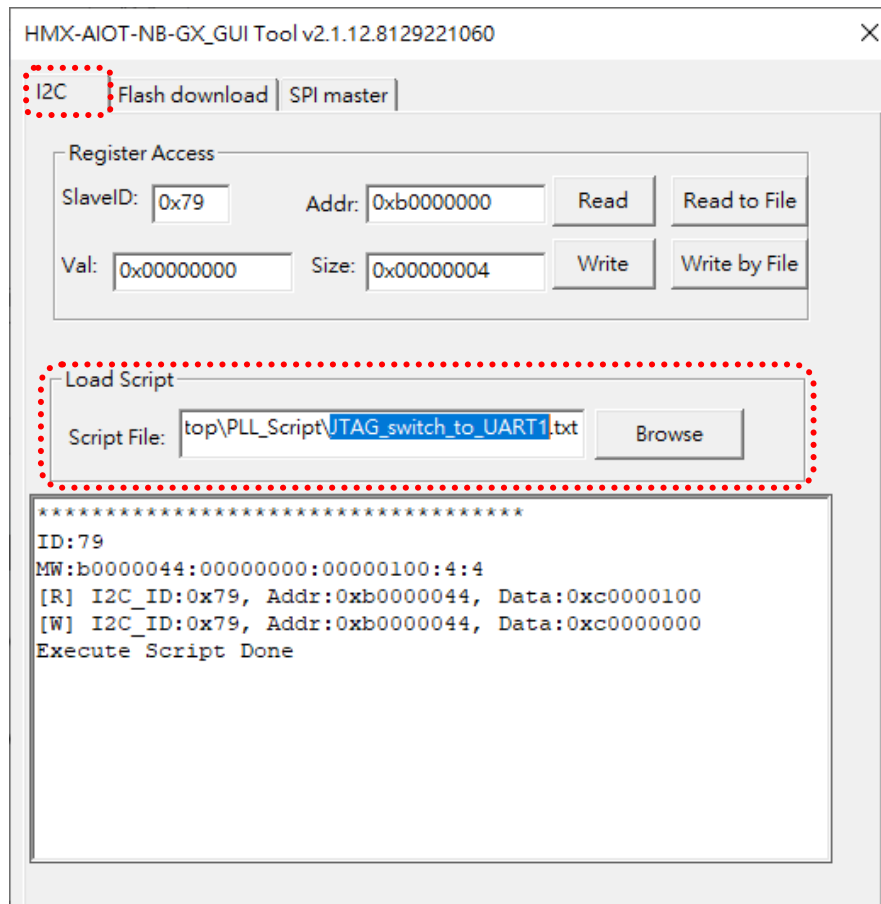 HMX-AIOT-NB-GX_GUI Tool v2.1.12.8129221060
I2C Flash download SPI master
Register Access
SlaveID: 0x79 Addr: 0xb0000000 Read Read to File
Val: 0x00000000 Size: 0x00000004 Write Write by File
Load Script
Script File: top\PLL_Script\JTAG_switch_to_UART1.txt Browse
************************************
ID:79
MW:b0000044:00000000:00000100:4:4
[R] I2C_ID:0x79, Addr:0xb0000044, Data:0xc0000100
[W] I2C_ID:0x79, Addr:0xb0000044, Data:0xc0000000
Execute Script Done